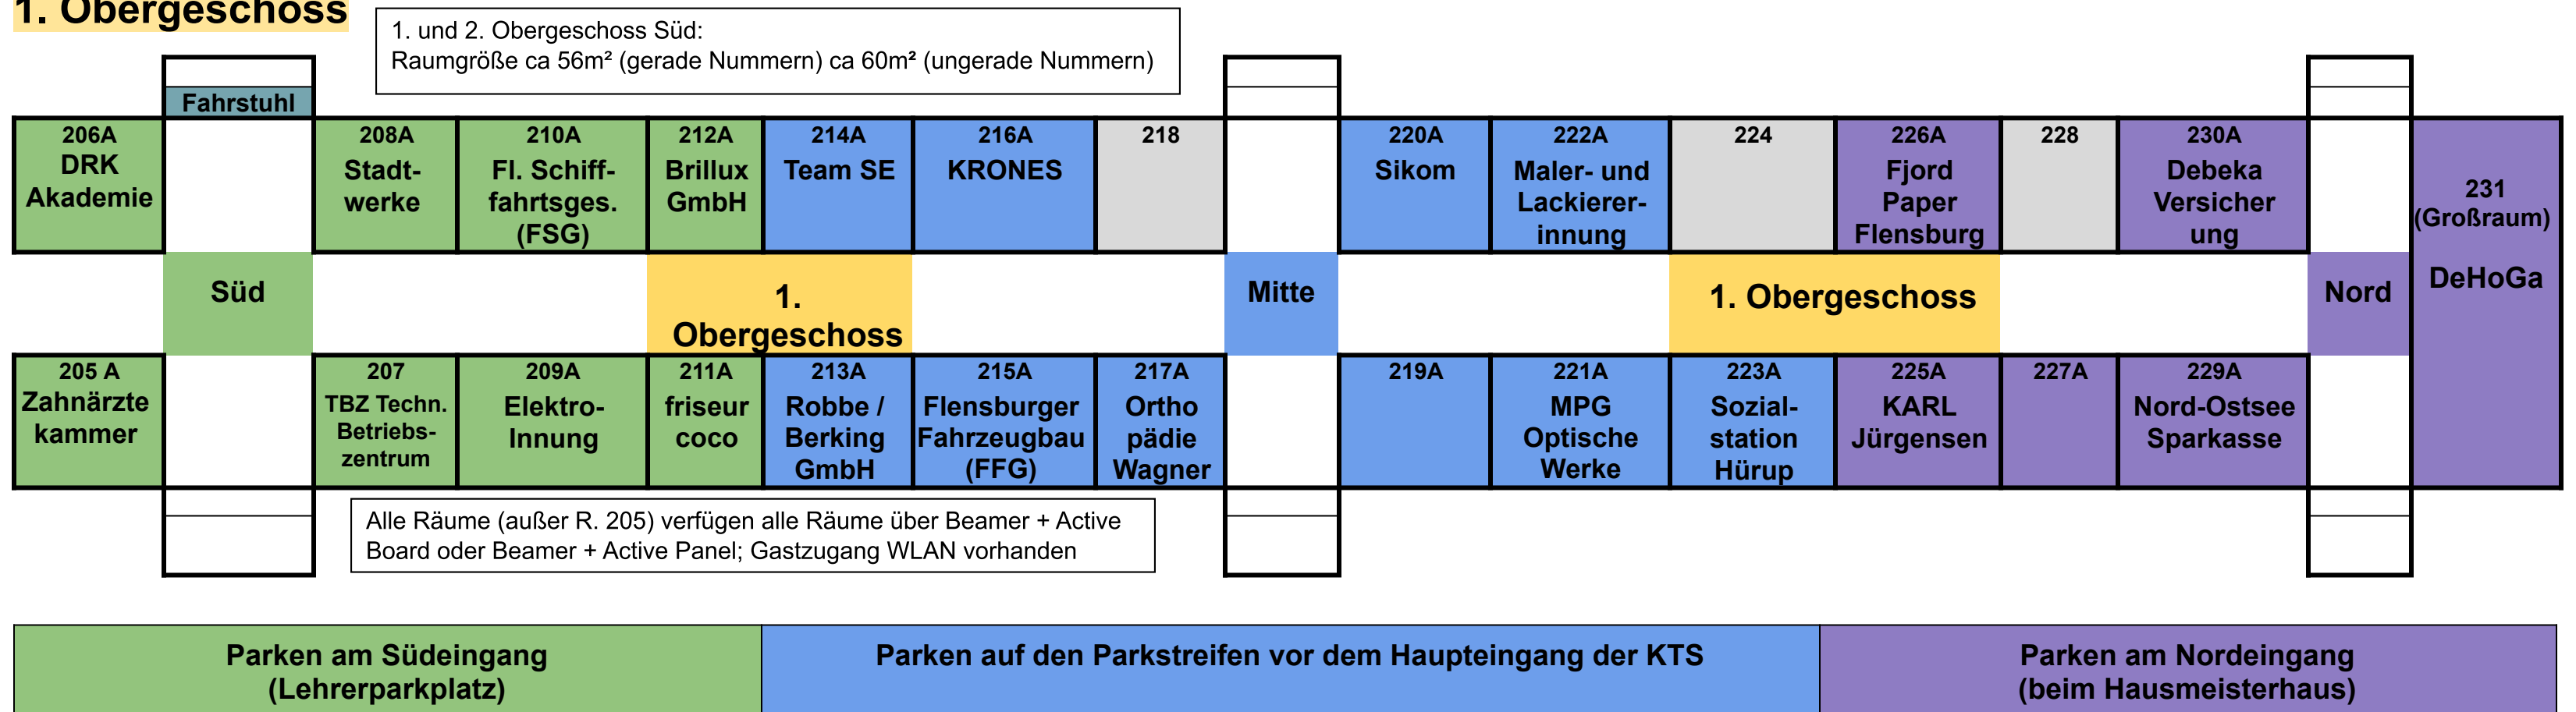 1. Obergeschoss
1. und 2. Obergeschoss Süd:
Raumgröße ca 56m² (gerade Nummern) ca 60m² (ungerade Nummern)
Fahrstuhl
206A
DRK
Akademie
208A
Stadt-
werke
210A
Fl. Schiff-
fahrtsges.
(FSG)
212A
Brillux
GmbH
214A
Team SE
216A
KRONES
218
220A
Sikom
222A
Maler- und
Lackierer-
innung
224
226A
Fjord
Paper
Flensburg
228
230A
Debeka
Versicher
ung
231
(Großraum)
DeHoGa
Süd
1.
Obergeschoss
Mitte
1. Obergeschoss
Nord
205 A
Zahnärzte
kammer
207
TBZ Techn.
Betriebs-
zentrum
209A
Elektro-
Innung
211A
friseur
coco
213A
Robbe /
Berking
GmbH
215A
Flensburger
Fahrzeugbau
(FFG)
217A
Ortho
pädie
Wagner
219A
221A
MPG
Optische
Werke
223A
Sozial-
station
Hürup
225A
KARL
Jürgensen
227A
229A
Nord-Ostsee
Sparkasse
Alle Räume (außer R. 205) verfügen alle Räume über Beamer + Active
Board oder Beamer + Active Panel; Gastzugang WLAN vorhanden
Parken am Südeingang
(Lehrerparkplatz)
Parken auf den Parkstreifen vor dem Haupteingang der KTS
Parken am Nordeingang
(beim Hausmeisterhaus)